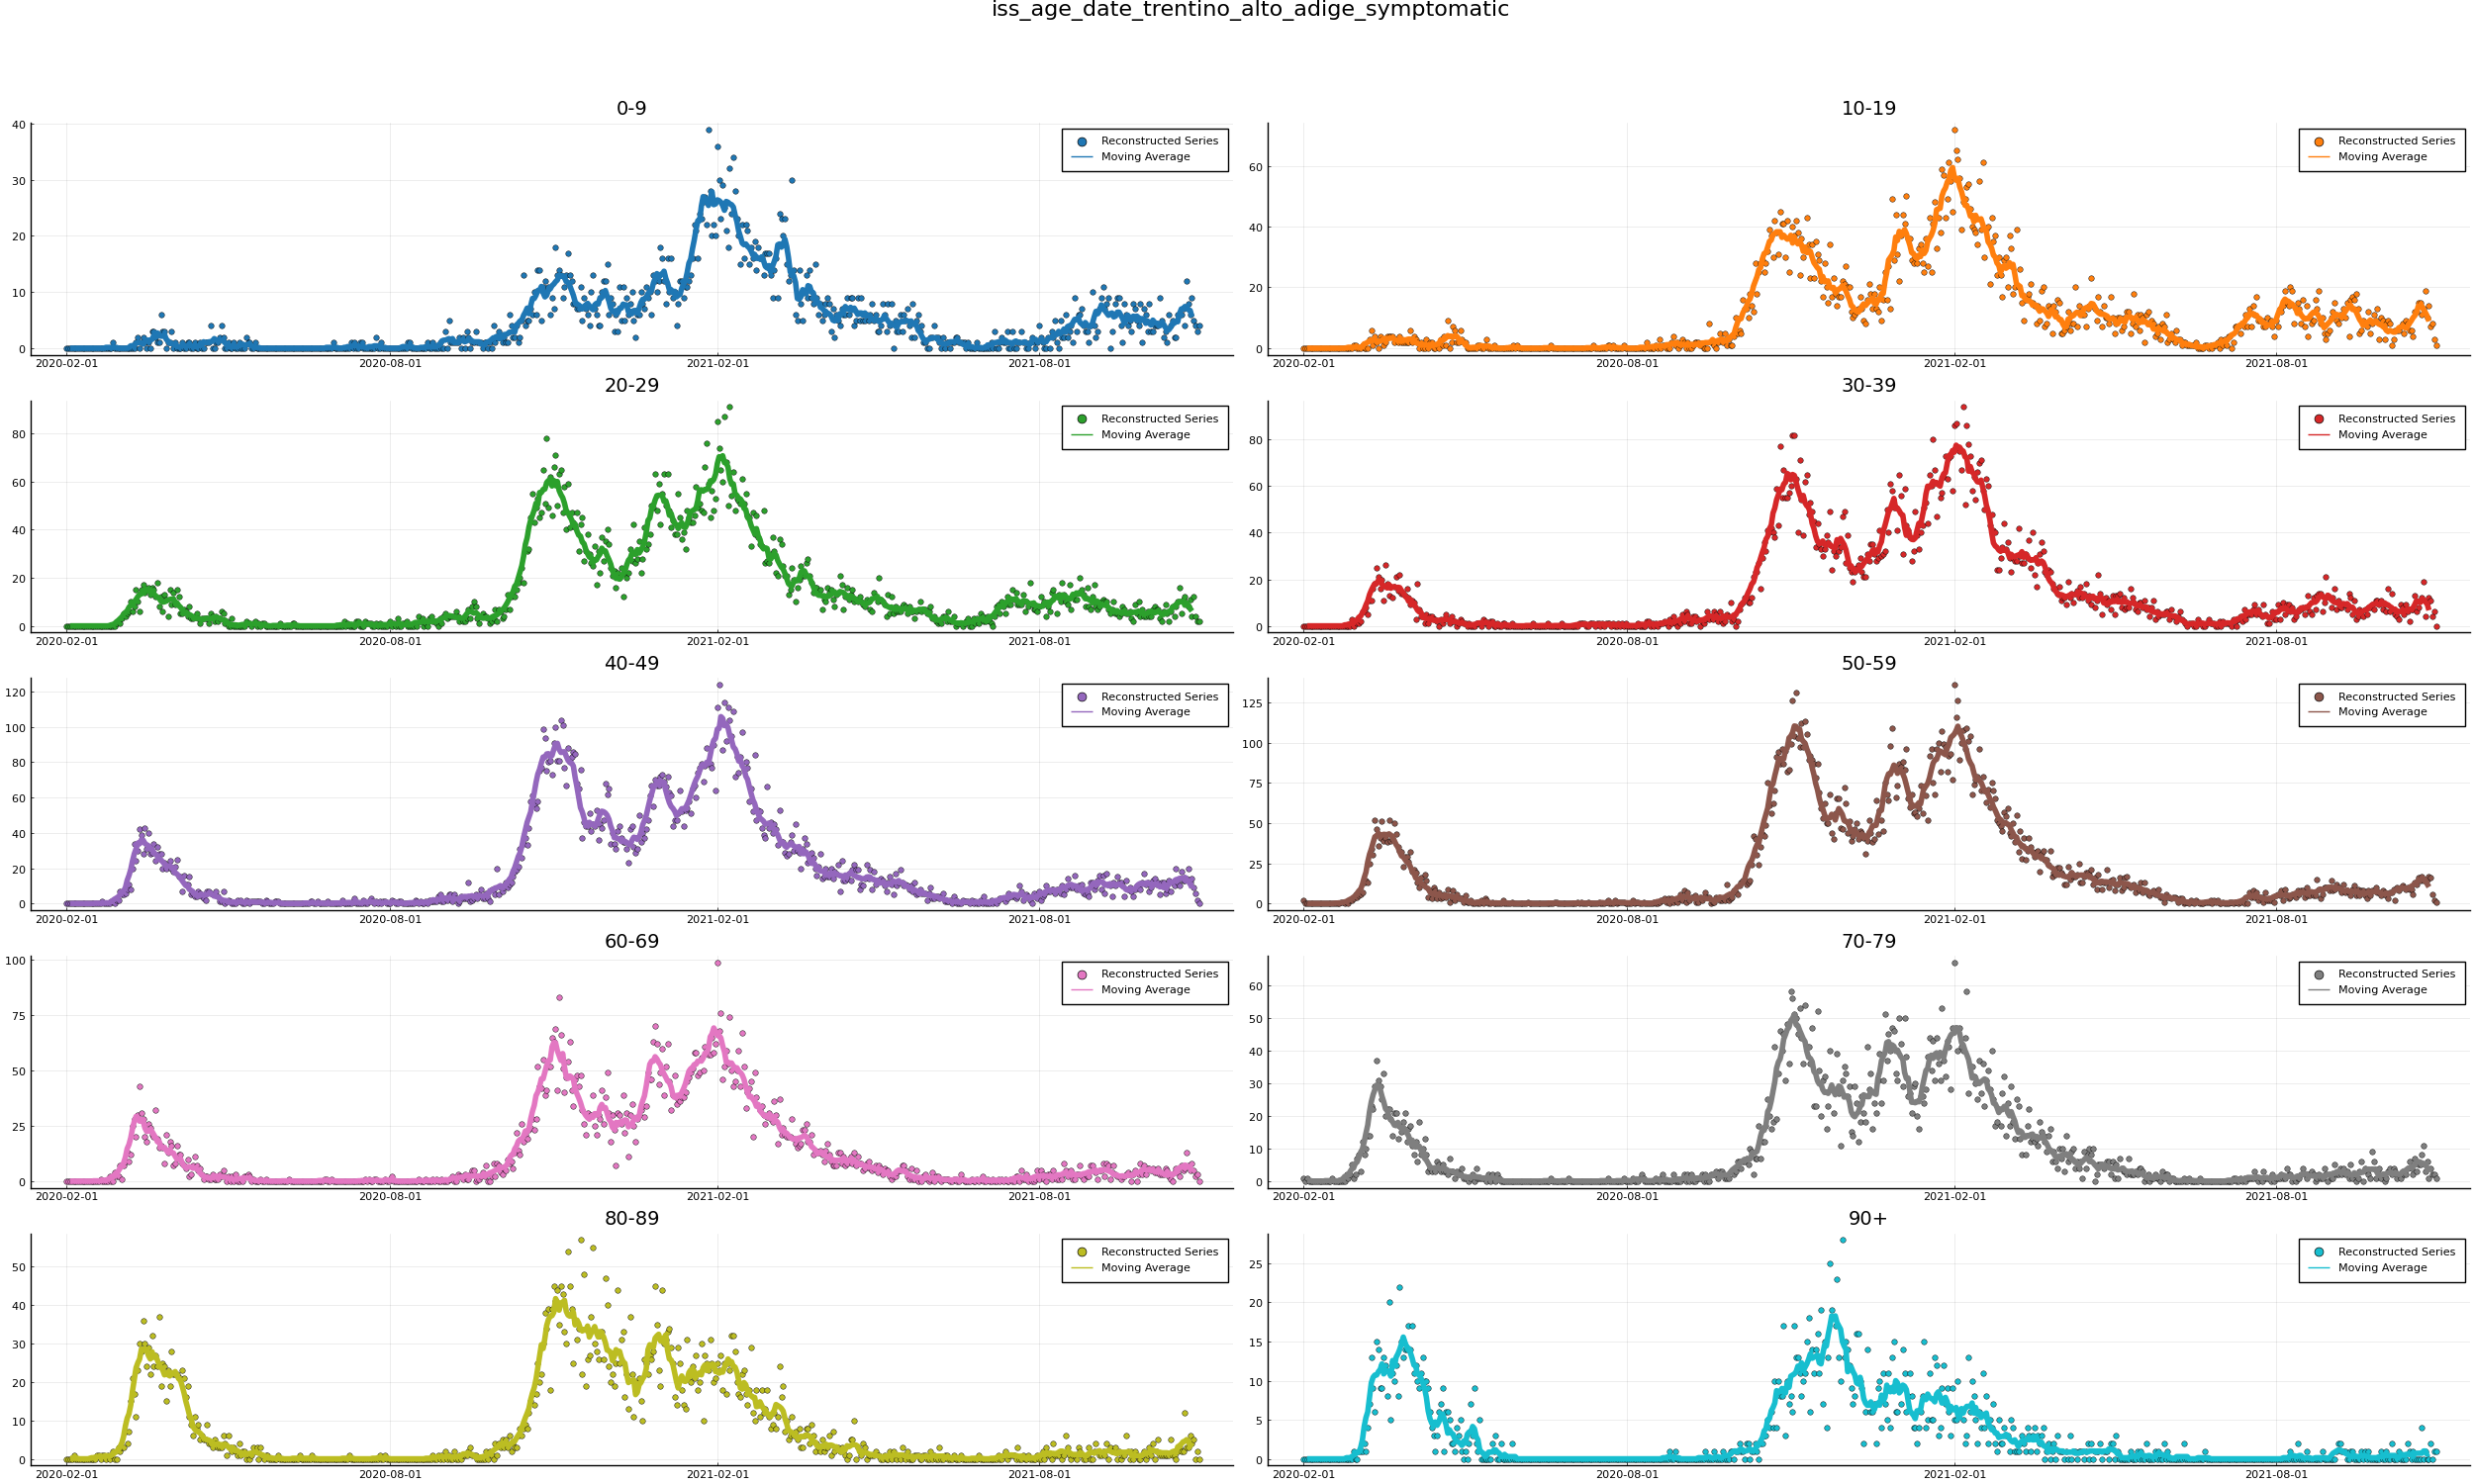 iss_age_date_trentino_alto_adige_symptomatic
0-9
40
30
20
10
0
2020-02-01 2020-08-01 2021-02-01 2021-08-01
Reconstructed Series
Moving Average
10-19
60
40
20
0
2020-02-01 2020-08-01 2021-02-01 2021-08-01
Reconstructed Series
Moving Average
20-29
80
60
40
20
0
2020-02-01 2020-08-01 2021-02-01 2021-08-01
Reconstructed Series
Moving Average
30-39
80
60
40
20
0
2020-02-01 2020-08-01 2021-02-01 2021-08-01
Reconstructed Series
Moving Average
40-49
120
100
80
60
40
20
0
2020-02-01 2020-08-01 2021-02-01 2021-08-01
Reconstructed Series
Moving Average
50-59
125
100
75
50
25
0
2020-02-01 2020-08-01 2021-02-01 2021-08-01
Reconstructed Series
Moving Average
60-69
100
75
50
25
0
2020-02-01 2020-08-01 2021-02-01 2021-08-01
Reconstructed Series
Moving Average
70-79
60
50
40
30
20
10
0
2020-02-01 2020-08-01 2021-02-01 2021-08-01
Reconstructed Series
Moving Average
80-89
50
40
30
20
10
0
2020-02-01 2020-08-01 2021-02-01 2021-08-01
Reconstructed Series
Moving Average
90+
25
20
15
10
5
0
2020-02-01 2020-08-01 2021-02-01 2021-08-01
Reconstructed Series
Moving Average